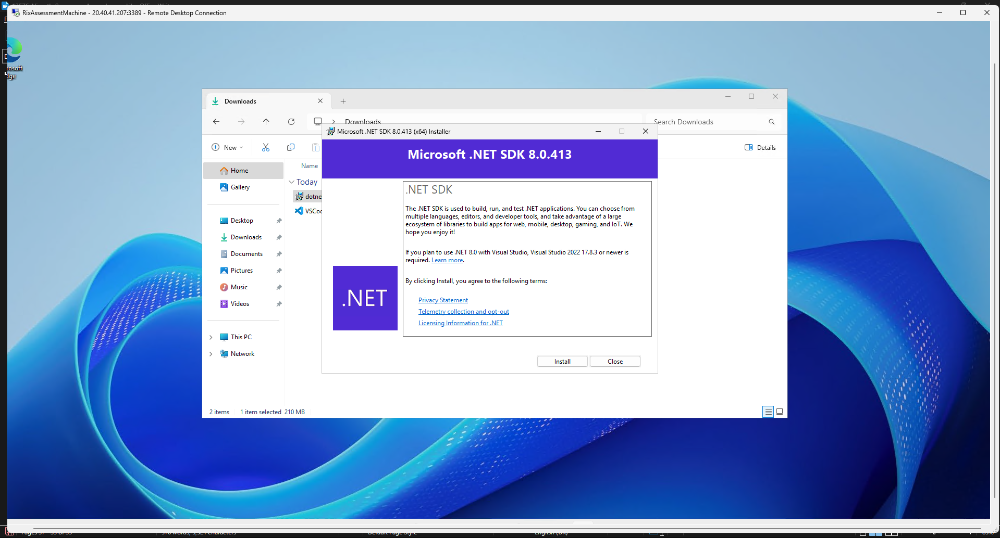 RixAssessmentMachine - 20.40.41.207:3389 - Remote Desktop Connection
rosoft
dge
Downloads
Downloads
Search Downloads
New
Details
Name
Home
Gallery
Today
dotne
VSCod
Desktop
Downloads
Documents
Pictures
Music
Videos
This PC
Network
2 items
1 item selected 210 MB
Microsoft .NET SDK 8.0.413 (x64) Installer
Microsoft .NET SDK 8.0.413
.NET
.NET SDK
The .NET SDK is used to build, run, and test .NET applications. You can choose from
multiple languages, editors, and developer tools, and take advantage of a large
ecosystem of libraries to build apps for web, mobile, desktop, gaming, and IoT. We
hope you enjoy it!
If you plan to use .NET 8.0 with Visual Studio, Visual Studio 2022 17.8.3 or newer is
required. Learn more.
By clicking Install, you agree to the following terms:
Privacy Statement
Telemetry collection and opt-out
Licensing Information for .NET
Install
Close
Default Page Style
English (UK)